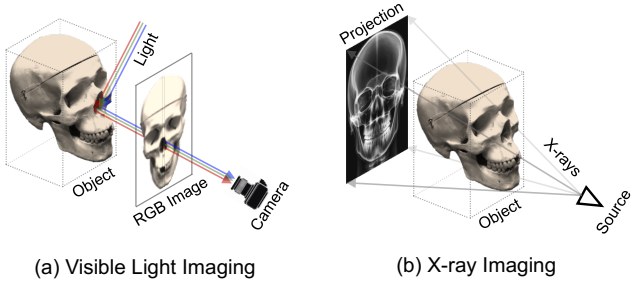 Light
Object
RGB Image
Camera
(a) Visible Light Imaging
Projection
X-rays
Object
Source
(b) X-ray Imaging